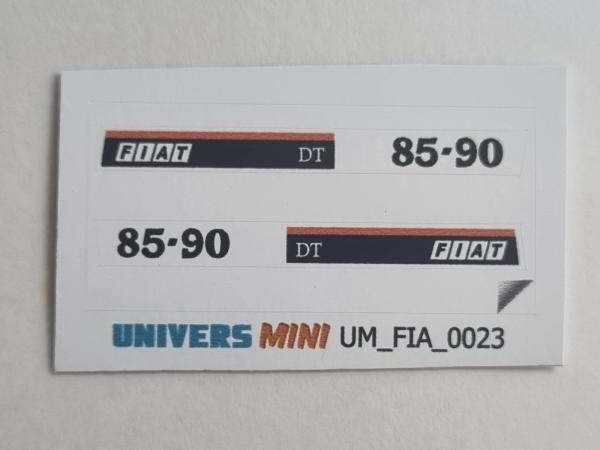 FIAT DT 85-90
85-90 DT FIAT
UNIVERS MINI UM_FIA_0023